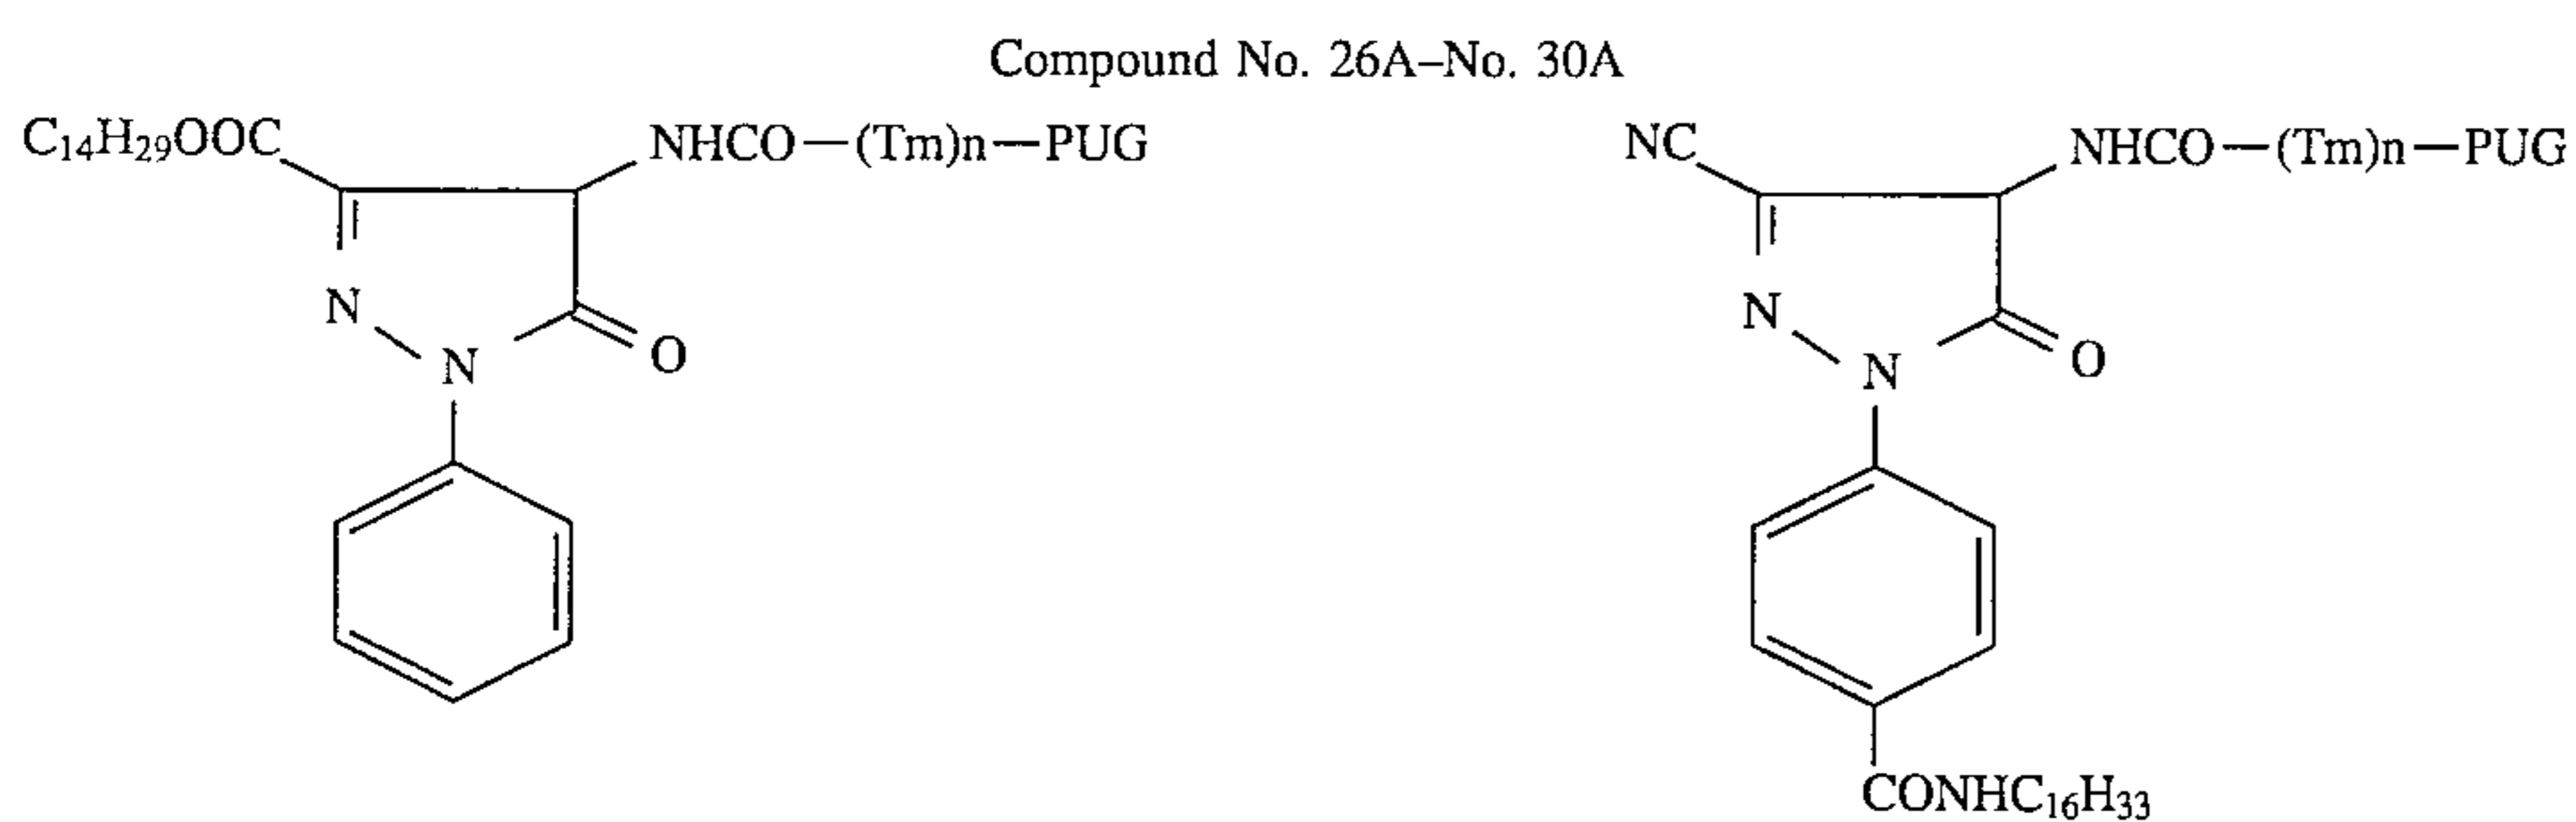 Compound No. 26A–No. 30A
C₁₄H₂₉OOC
NHCO—(Tm)n—PUG
N
N
O
NC
NHCO—(Tm)n—PUG
N
N
O
CONHC₁₆H₃₃